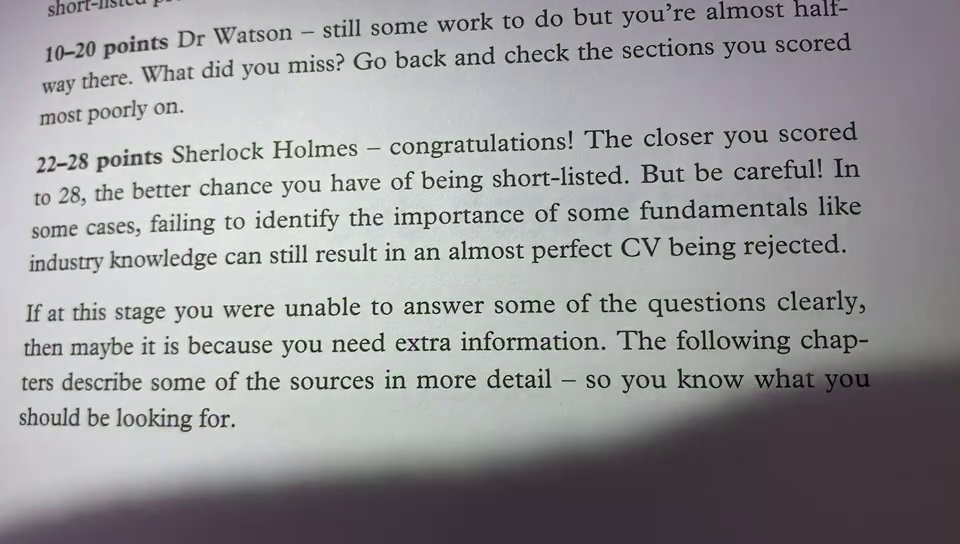 short-listed
10–20 points Dr Watson – still some work to do but you're almost half-
way there. What did you miss? Go back and check the sections you scored
most poorly on.
22–28 points Sherlock Holmes – congratulations! The closer you scored
to 28, the better chance you have of being short-listed. But be careful! In
some cases, failing to identify the importance of some fundamentals like
industry knowledge can still result in an almost perfect CV being rejected.
If at this stage you were unable to answer some of the questions clearly,
then maybe it is because you need extra information. The following chap-
ters describe some of the sources in more detail – so you know what you
should be looking for.